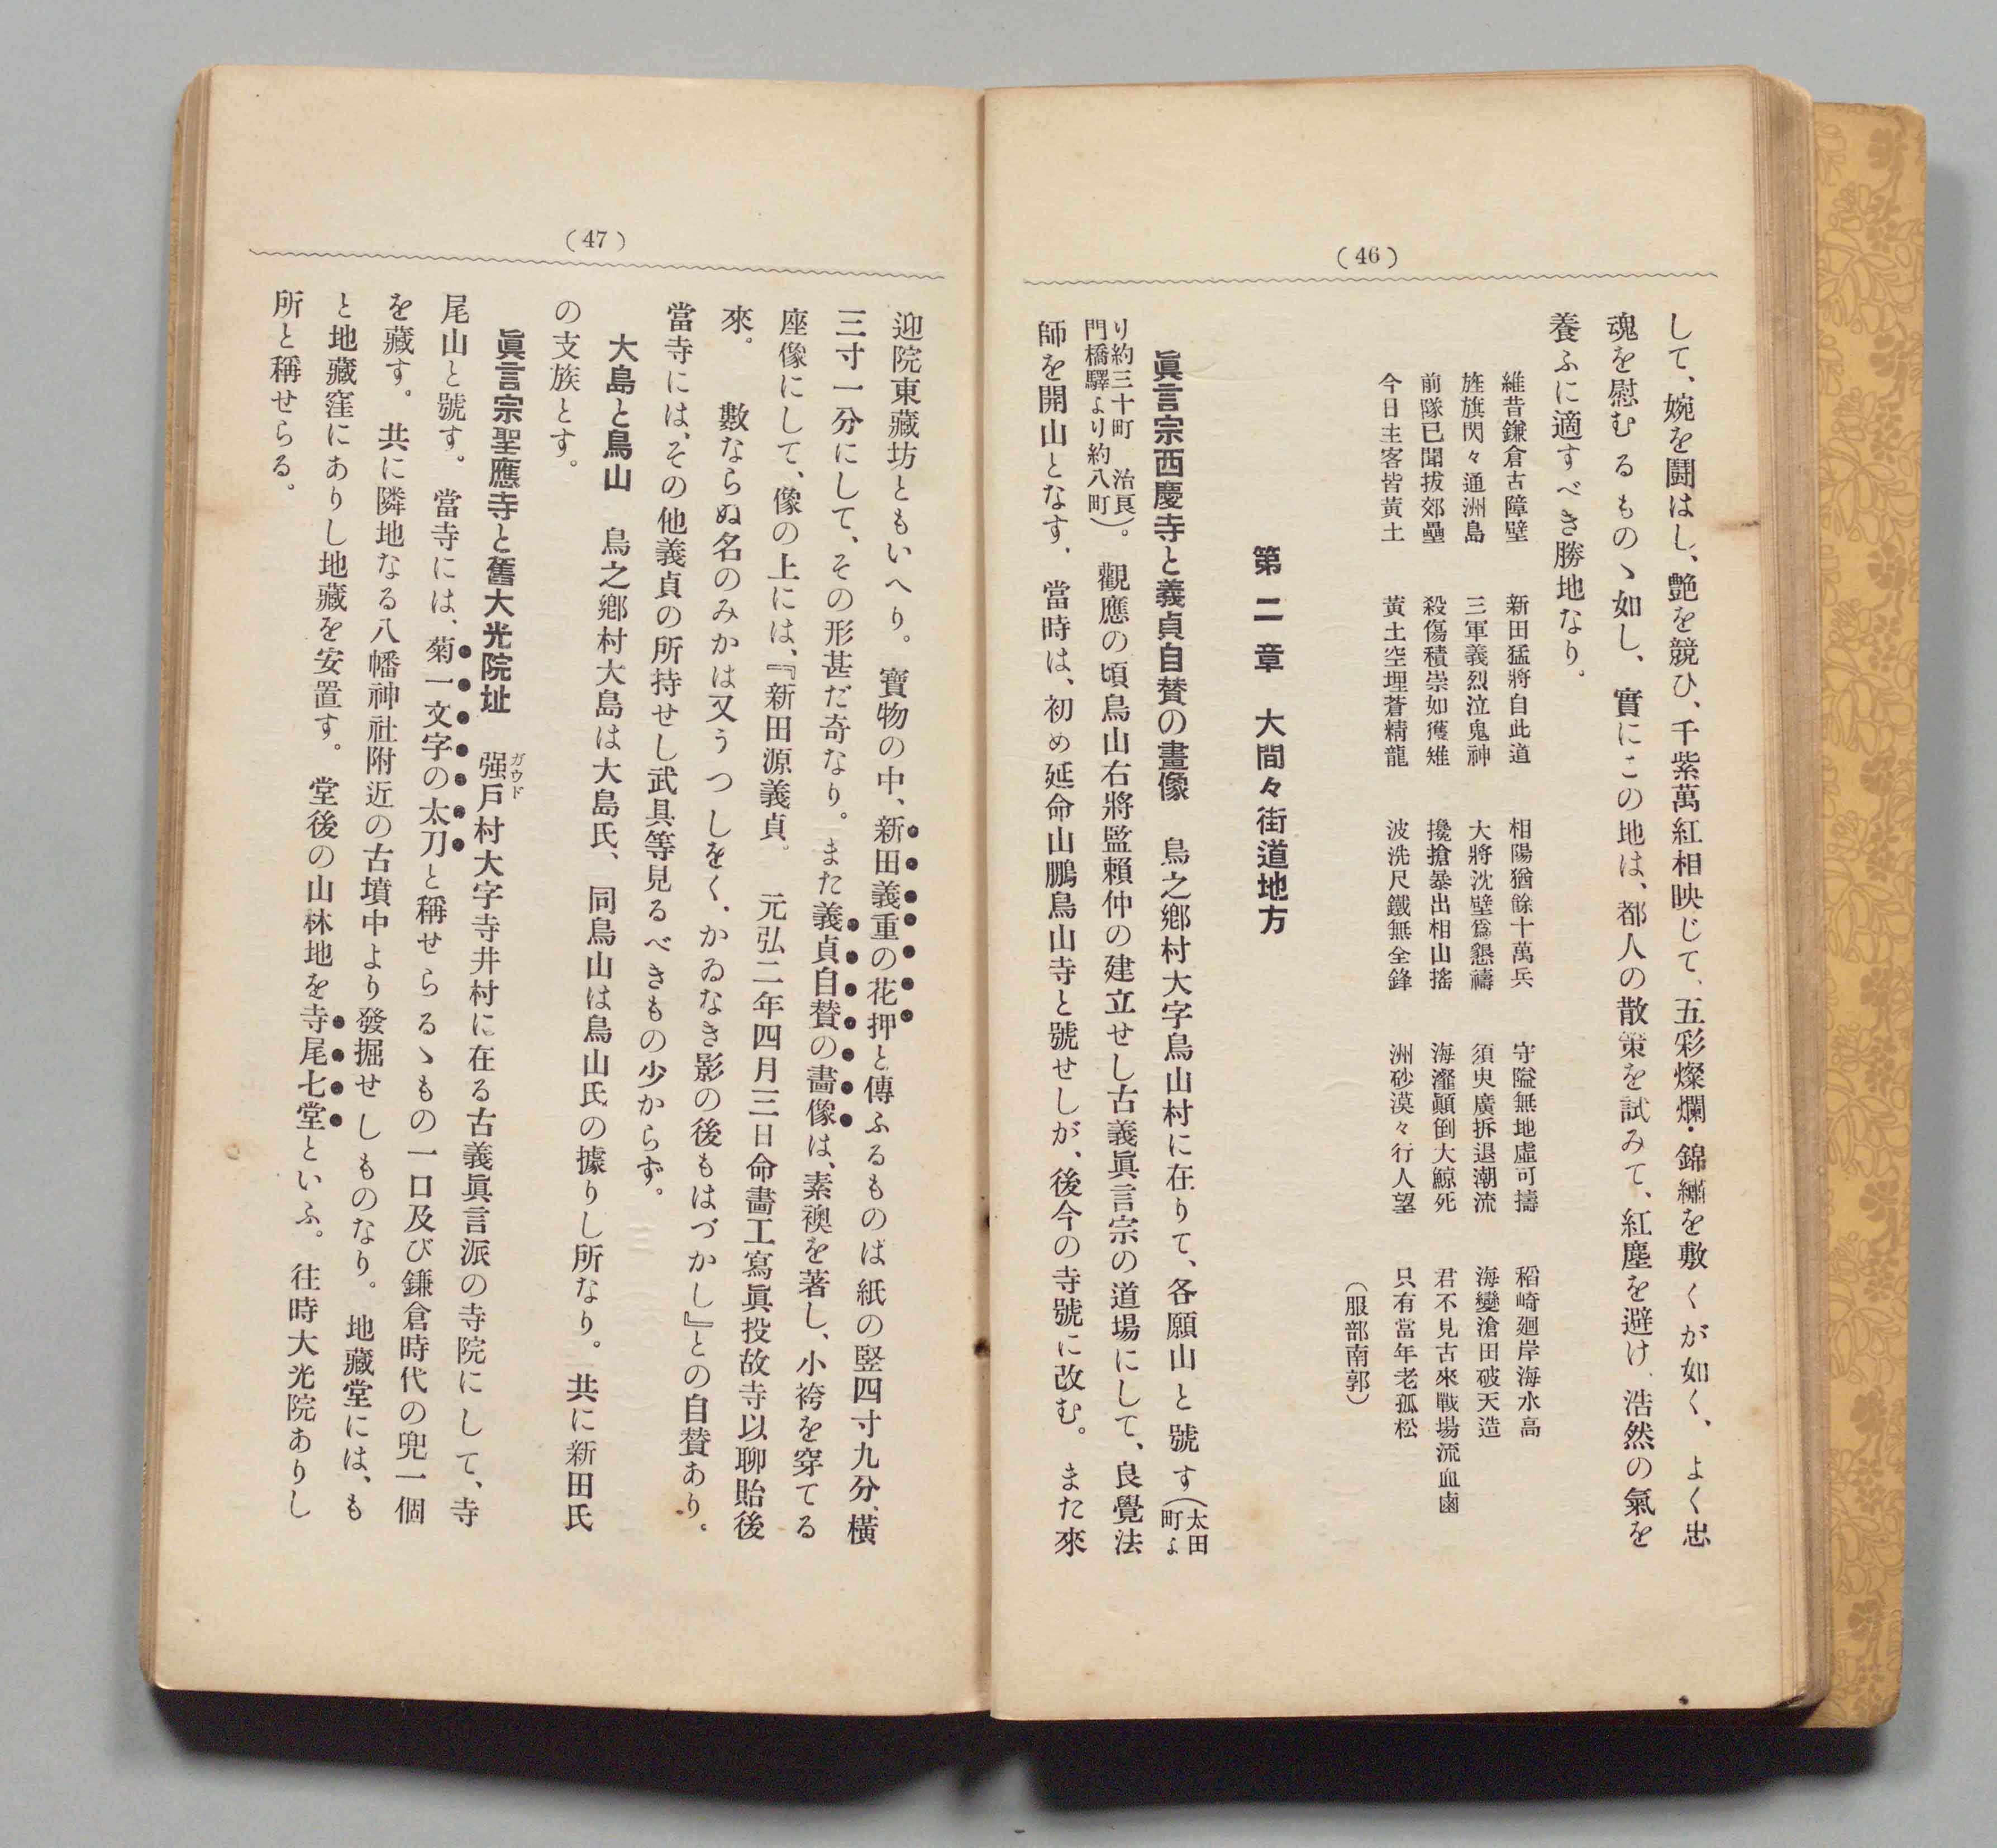 (46)
して、婉を鬪はし、艶を競ひ、千紫萬紅相映じて、五彩燦爛・錦繡を敷くが如く、よく忠
魂を慰むるものゝ如し、實にこの地は、都人の散策を試みて、紅塵を避け、浩然の氣を
養ふに適すべき勝地なり。
維昔鎌倉古障壁　新田猛將自此道　相陽猶餘十萬兵　守隘無地虛可擣　稻崎廻岸海水高
旌旗閃々通洲島　三軍義烈泣鬼神　大將沈壁爲懇禱　須臾廣拆退潮流　海變滄田破天造
前隊已聞拔郊壘　殺傷積崇如獲雉　攙搶暴出相山搖　海灘顚倒大鯨死　君不見古來戰場流血鹵
今日主客皆黃土　黃土空埋蒼精龍　波洗尺鐵無全鋒　洲砂漠々行人望　只有當年老孤松
（服部南郭）
第二章　大間々街道地方
眞言宗西慶寺と義貞自賛の畫像　鳥之鄕村大字鳥山村に在りて、各願山と號す（太田町よ
り約三十町　治良門橋驛より約八町）。觀應の頃鳥山右將監賴仲の建立せし古義眞言宗の道場にして、良覺法
師を開山となす、當時は、初め延命山鵬鳥山寺と號せしが、後今の寺號に改む。また來
(47)
迎院東藏坊ともいへり。寶物の中、新田義重の花押と傳ふるものは紙の竪四寸九分、橫
三寸一分にして、その形甚だ奇なり。また義貞自賛の畵像は、素襖を著し、小袴を穿てる
座像にして、像の上には、『新田源義貞。　元弘二年四月三日命畵工寫眞投故寺以聊貽後
來。　數ならぬ名のみかは又うつしをく、かゐなき影の後もはづかし』との自賛あり。
當寺には、その他義貞の所持せし武具等見るべきもの少からず。
大島と鳥山　鳥之鄕村大島は大島氏、同鳥山は鳥山氏の據りし所なり。共に新田氏
の支族とす。
眞言宗聖應寺と舊大光院址　强戶ガウド村大字寺井村に在る古義眞言派の寺院にして、寺
尾山と號す。當寺には、菊一文字の太刀と稱せらるゝもの一口及び鎌倉時代の兜一個
を藏す。共に隣地なる八幡神社附近の古墳中より發掘せしものなり。地藏堂には、も
と地藏窪にありし地藏を安置す。堂後の山林地を寺尾七堂といふ。往時大光院ありし
所と稱せらる。